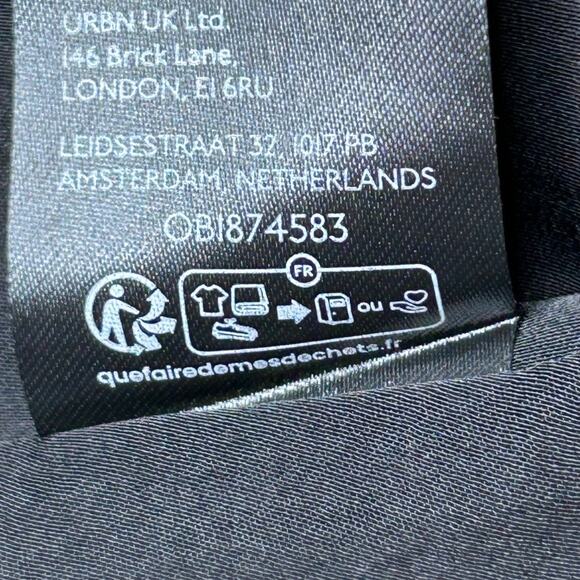 URBN UK Ltd.
146 Brick Lane,
LONDON, E1 6RU
LEIDSESTRAAT 32, 1017 PB
AMSTERDAM, NETHERLANDS
OB1874583
FR
ou
quefairedemesdechets.fr